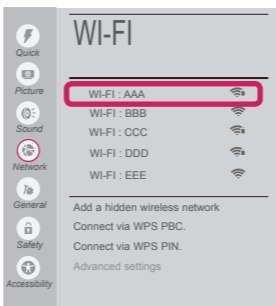 WI-FI
Quick
Picture
Sound
Network
General
Safety
Accessibility
WI-FI : AAA
WI-FI : BBB
WI-FI : CCC
WI-FI : DDD
WI-FI : EEE
Add a hidden wireless network
Connect via WPS PBC.
Connect via WPS PIN.
Advanced settings